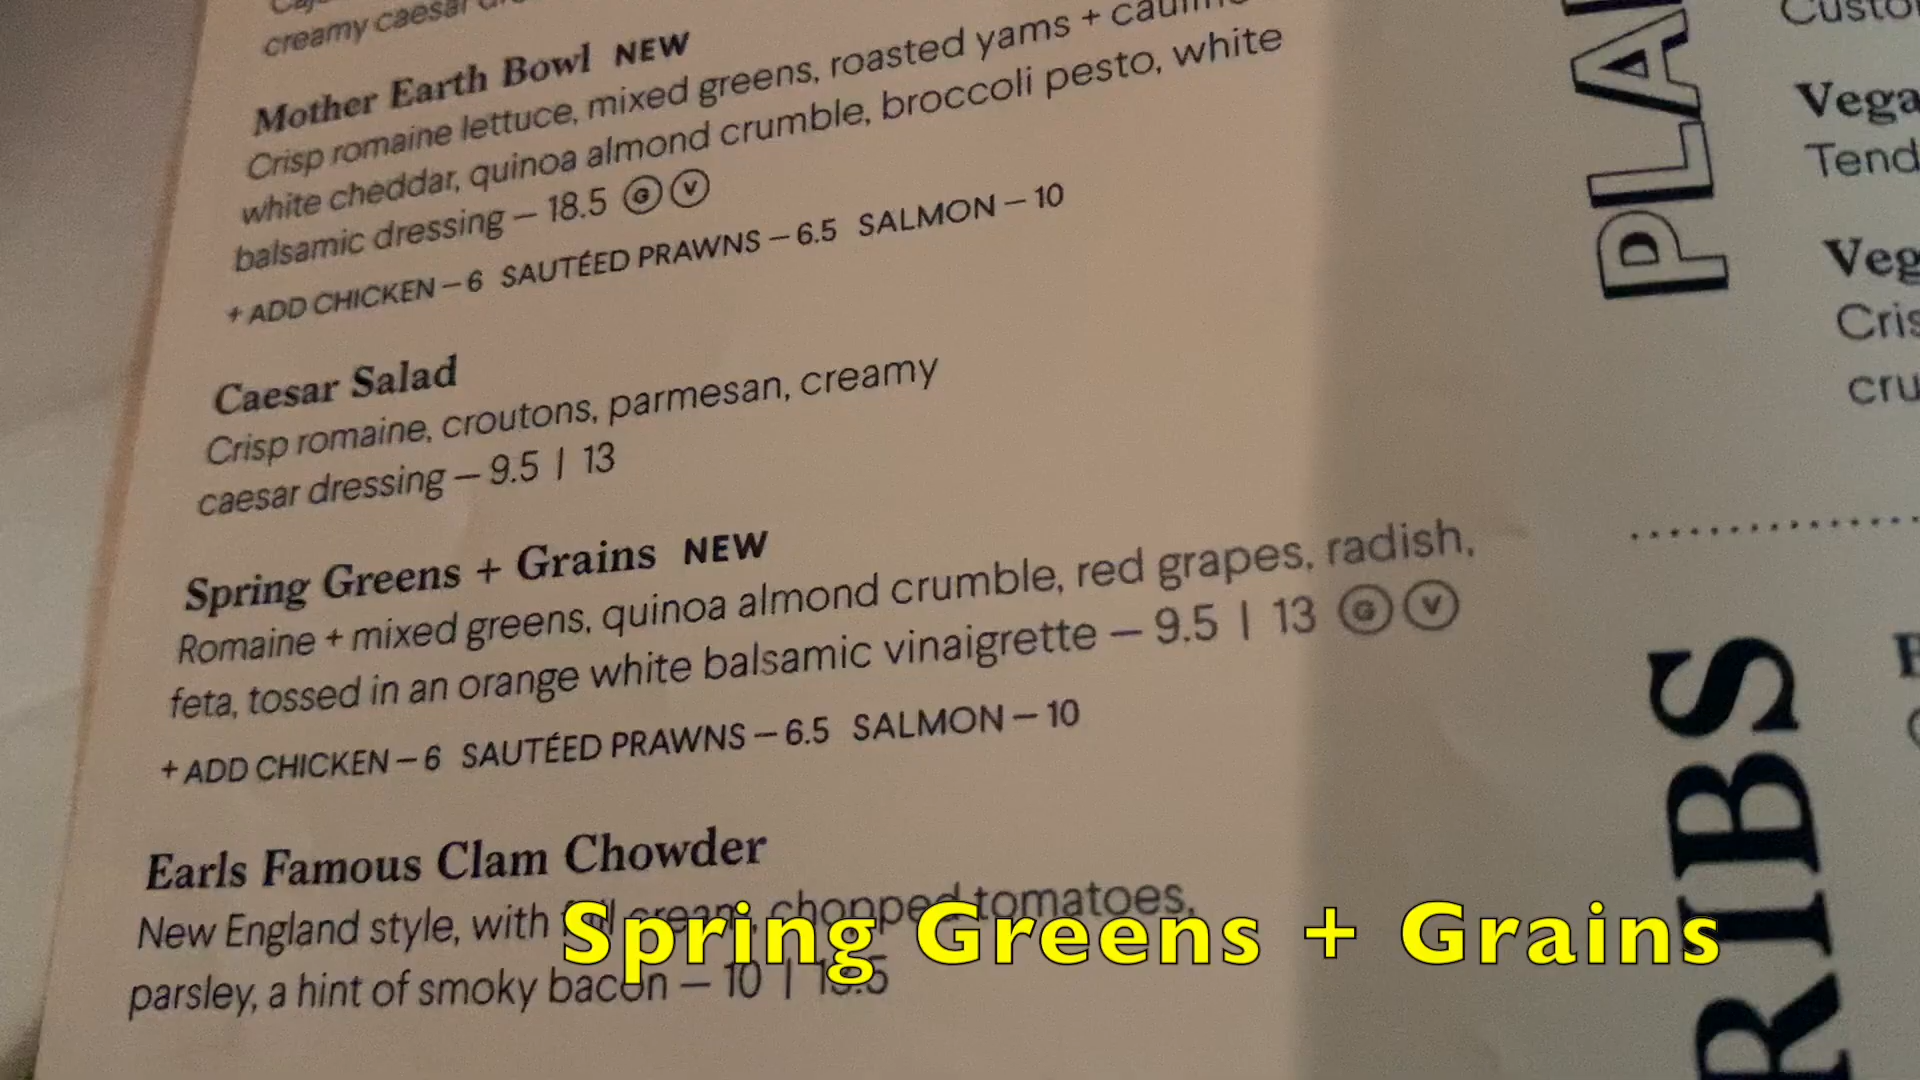 creamy caesar
Mother Earth Bowl NEW
Crisp romaine lettuce, mixed greens, roasted yams +
white cheddar, quinoa almond crumble, broccoli pesto, white
balsamic dressing – 18.5 G V
+ ADD CHICKEN – 6 SAUTÉED PRAWNS – 6.5 SALMON – 10
Caesar Salad
Crisp romaine, croutons, parmesan, creamy
caesar dressing – 9.5 | 13
Spring Greens + Grains NEW
Romaine + mixed greens, quinoa almond crumble, red grapes, radish,
feta, tossed in an orange white balsamic vinaigrette – 9.5 | 13 G V
+ ADD CHICKEN – 6 SAUTÉED PRAWNS – 6.5 SALMON – 10
Earls Famous Clam Chowder
New England style, with full cream, chopped tomatoes,
parsley, a hint of smoky bacon – 10 |
Spring Greens + Grains
PLA
Custo
Vega
Tend
Veg
Cris
cru
RIBS